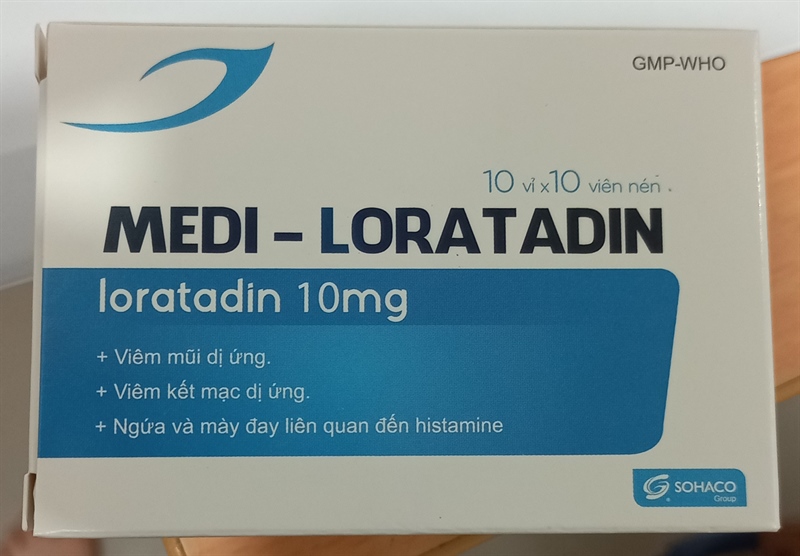 GMP-WHO
10 vỉ x 10 viên nén
MEDI - LORATADIN
loratadin 10mg
+ Viêm mũi dị ứng.
+ Viêm kết mạc dị ứng.
+ Ngứa và mày đay liên quan đến histamine
SOHACO
Group